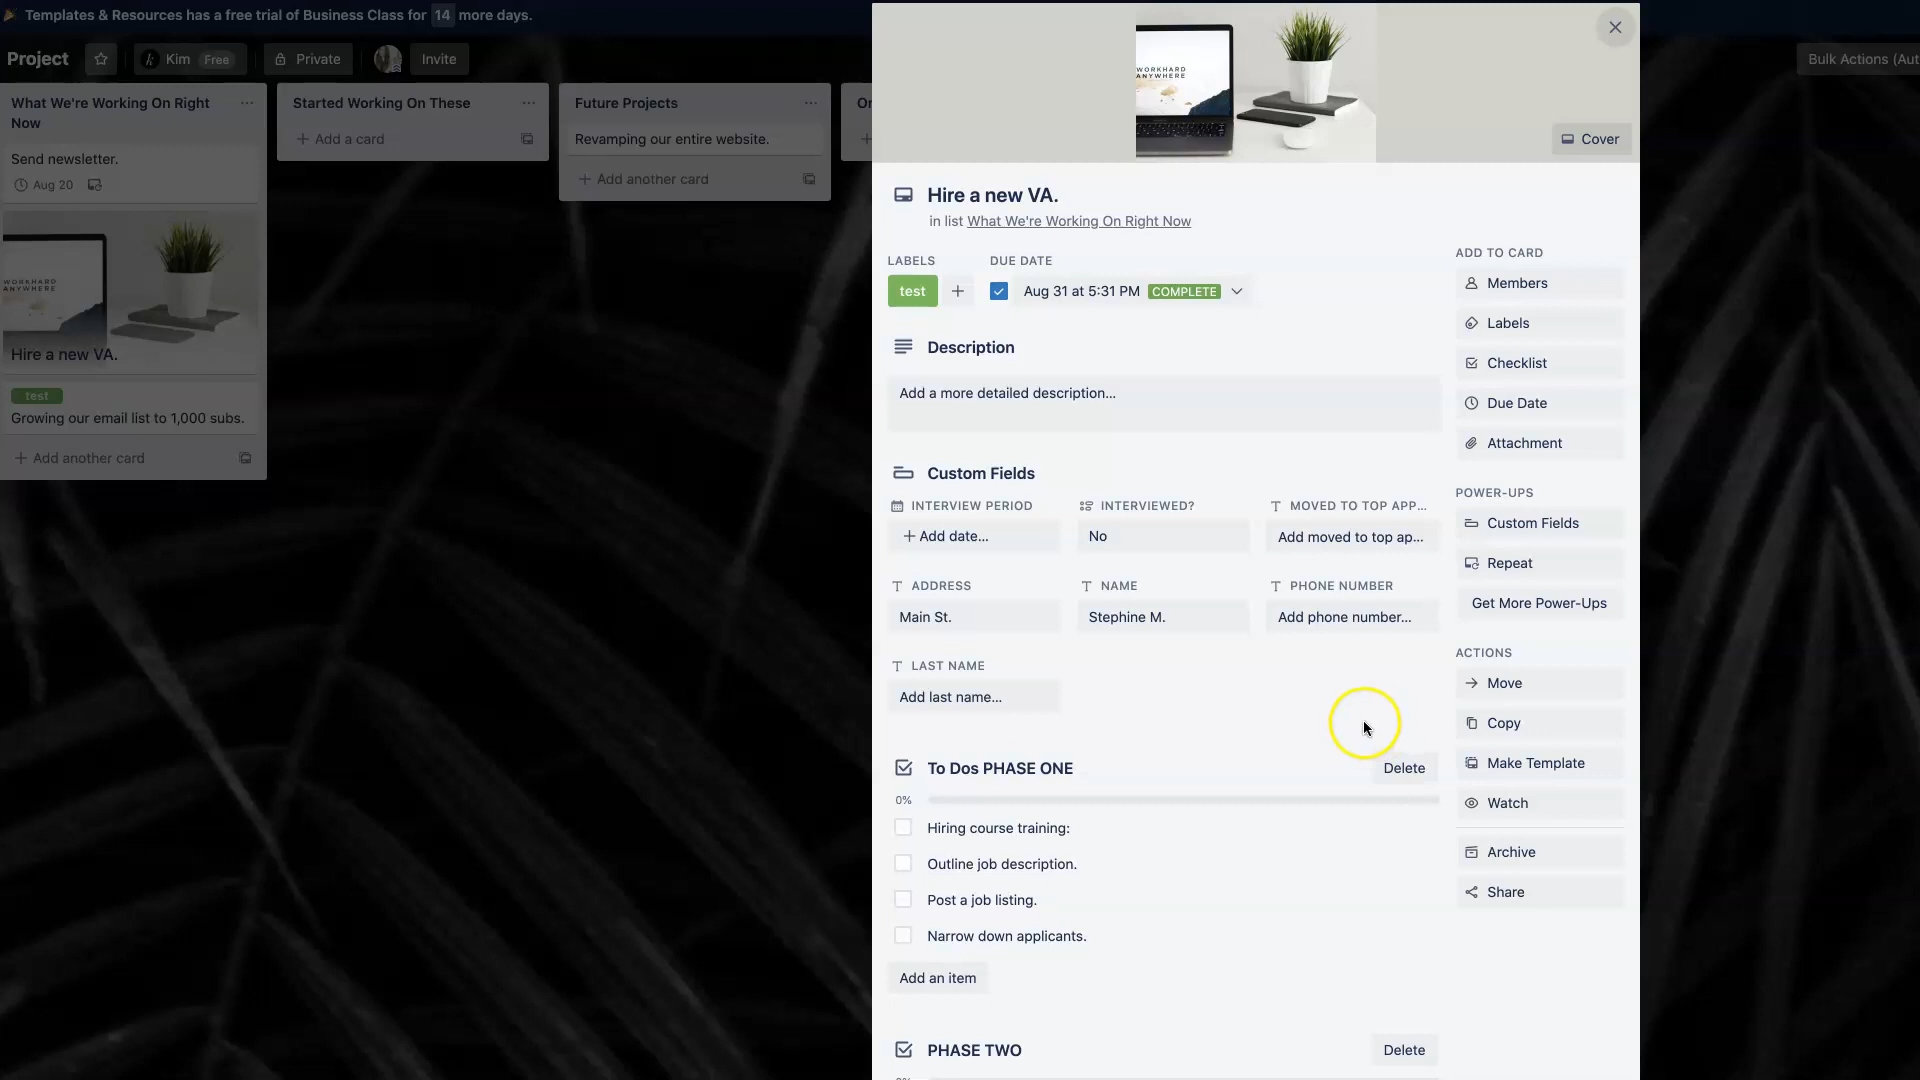 Templates & Resources has a free trial of Business Class for 14 more days.
Project
Kim Free
Private
Invite
Bulk Actions (Aut
What We're Working On Right
Now
Send newsletter.
Aug 20
WORKHARD
ANYWHERE
Hire a new VA.
test
Growing our email list to 1,000 subs.
+ Add another card
Started Working On These
+ Add a card
Future Projects
Revamping our entire website.
+ Add another card
WORKHARD
ANYWHERE
Cover
Hire a new VA.
in list What We're Working On Right Now
LABELS
test
DUE DATE
Aug 31 at 5:31 PM COMPLETE
Description
Add a more detailed description...
Custom Fields
INTERVIEW PERIOD
+ Add date...
INTERVIEWED?
No
MOVED TO TOP APP...
Add moved to top ap...
ADDRESS
Main St.
NAME
Stephine M.
PHONE NUMBER
Add phone number...
LAST NAME
Add last name...
To Dos PHASE ONE
Delete
0%
Hiring course training:
Outline job description.
Post a job listing.
Narrow down applicants.
Add an item
PHASE TWO
Delete
ADD TO CARD
Members
Labels
Checklist
Due Date
Attachment
POWER-UPS
Custom Fields
Repeat
Get More Power-Ups
ACTIONS
Move
Copy
Make Template
Watch
Archive
Share